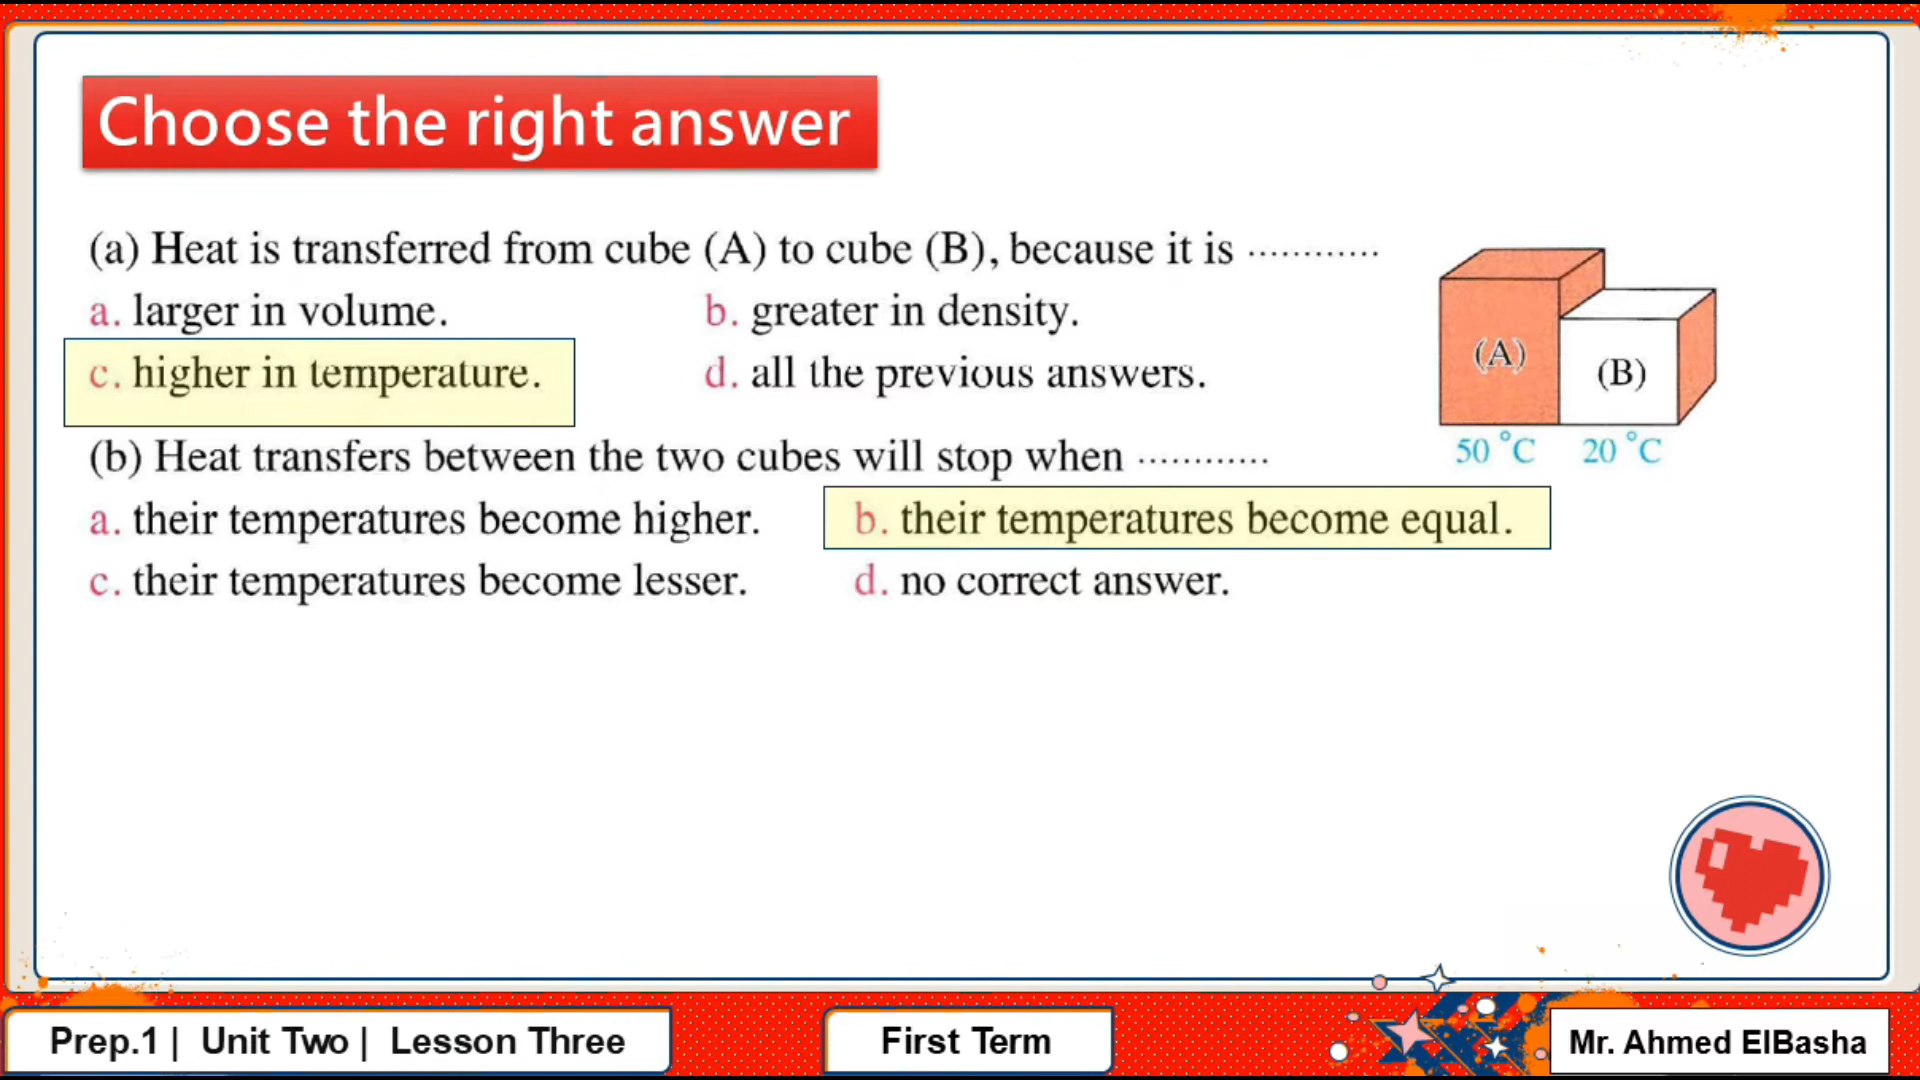 Choose the right answer
(a) Heat is transferred from cube (A) to cube (B), because it is ............
a. larger in volume. b. greater in density.
c. higher in temperature. d. all the previous answers.
(A) (B)
50 °C 20 °C
(b) Heat transfers between the two cubes will stop when ............
a. their temperatures become higher. b. their temperatures become equal.
c. their temperatures become lesser. d. no correct answer.
Prep.1 | Unit Two | Lesson Three First Term Mr. Ahmed ElBasha